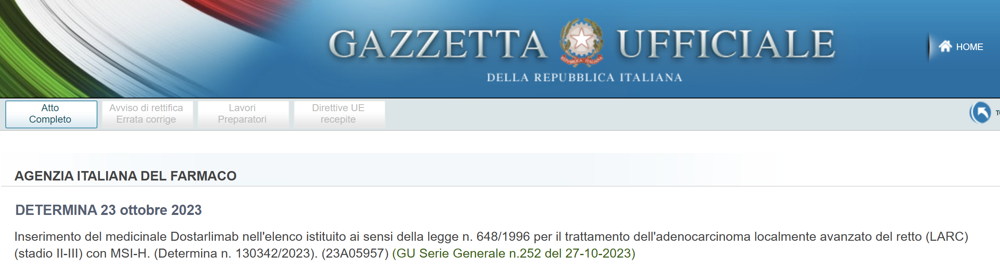 GAZZETTA UFFICIALE
REPVBBLICA ITALIANA
DELLA REPUBBLICA ITALIANA
HOME
Atto
Completo
Avviso di rettifica
Errata corrige
Lavori
Preparatori
Direttive UE
recepite
AGENZIA ITALIANA DEL FARMACO
DETERMINA 23 ottobre 2023
Inserimento del medicinale Dostarlimab nell'elenco istituito ai sensi della legge n. 648/1996 per il trattamento dell'adenocarcinoma localmente avanzato del retto (LARC)
(stadio II-III) con MSI-H. (Determina n. 130342/2023). (23A05957) (GU Serie Generale n.252 del 27-10-2023)